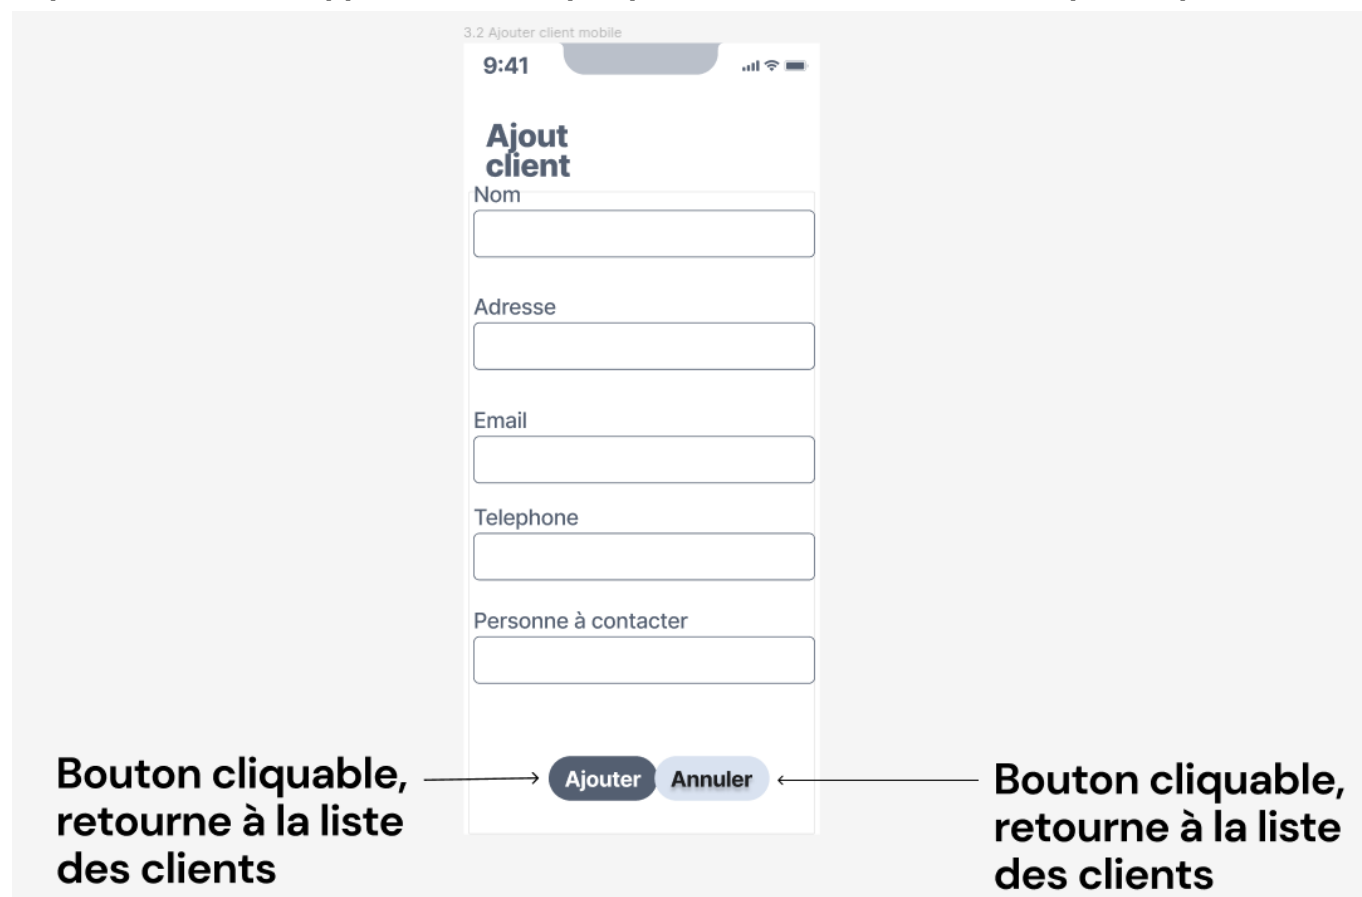 3.2 Ajouter client mobile
9:41
Ajout
client
Nom
Adresse
Email
Telephone
Personne à contacter
Ajouter
Annuler
Bouton cliquable,
retourne à la liste
des clients
Bouton cliquable,
retourne à la liste
des clients